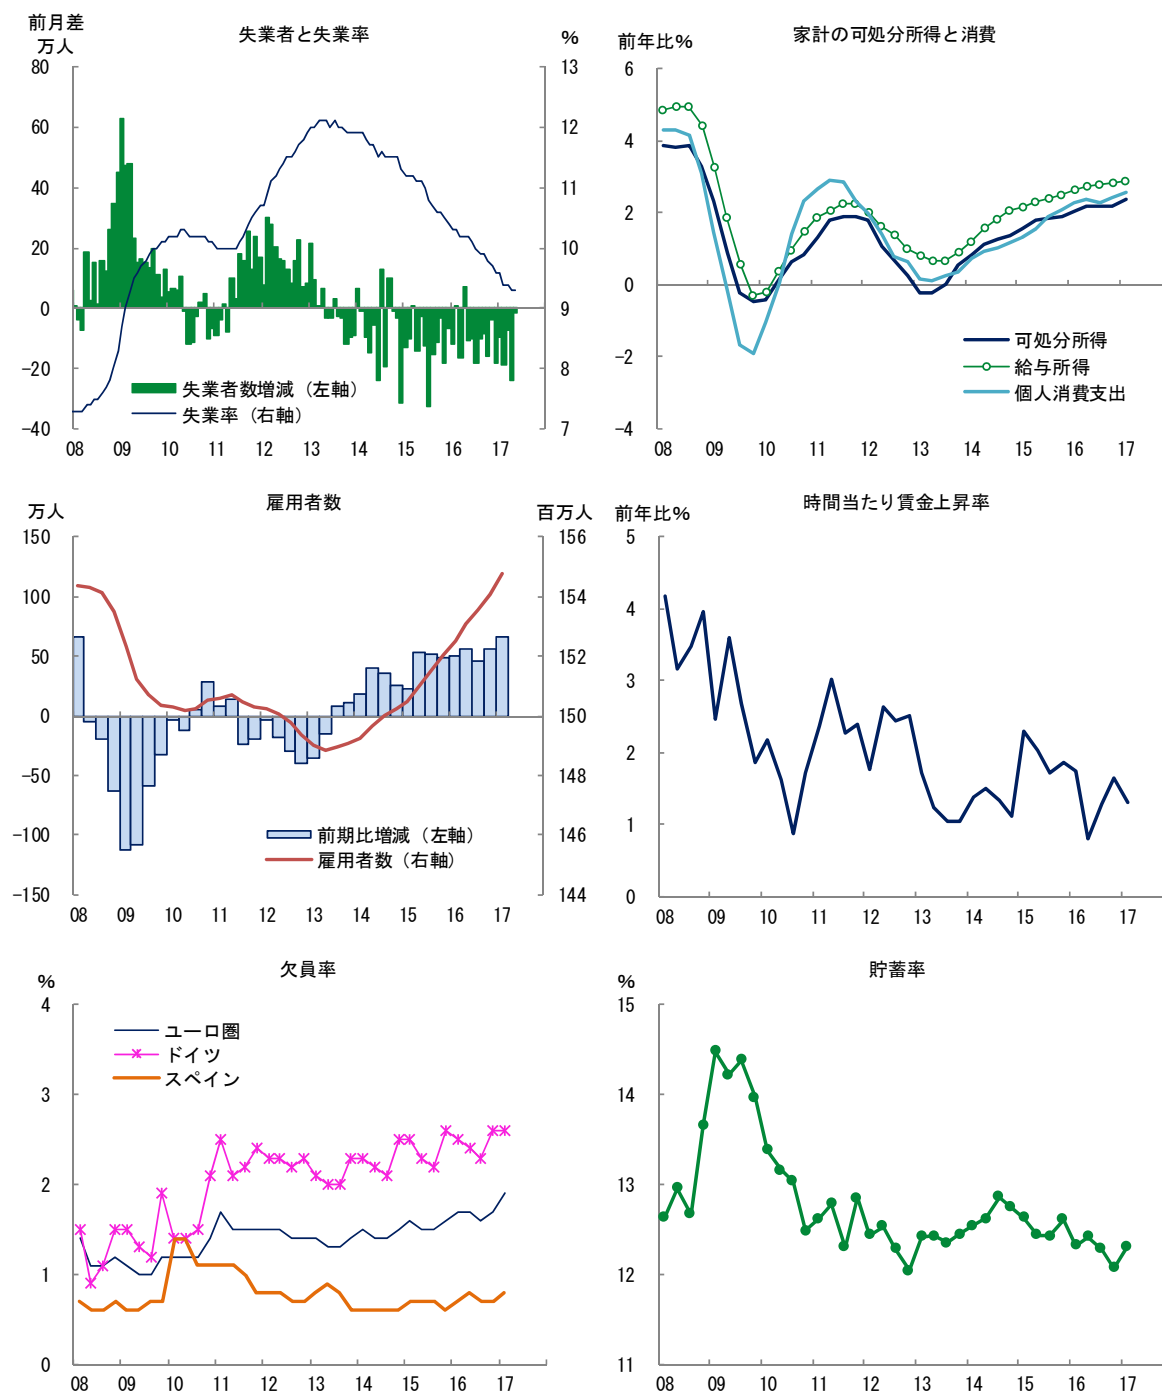 失業者と失業率
前月差
万人
%
80
60
40
20
0
-20
-40
13
12
11
10
9
8
7
失業者数増減（左軸）
失業率（右軸）
08 09 10 11 12 13 14 15 16 17
家計の可処分所得と消費
前年比%
6
4
2
0
-2
-4
可処分所得
給与所得
個人消費支出
08 09 10 11 12 13 14 15 16 17
雇用者数
万人
百万人
150
100
50
0
-50
-100
-150
156
154
152
150
148
146
144
前期比増減（左軸）
雇用者数（右軸）
08 09 10 11 12 13 14 15 16 17
時間当たり賃金上昇率
前年比%
5
4
3
2
1
0
08 09 10 11 12 13 14 15 16 17
欠員率
%
4
3
2
1
0
ユーロ圏
ドイツ
スペイン
08 09 10 11 12 13 14 15 16 17
貯蓄率
%
15
14
13
12
11
08 09 10 11 12 13 14 15 16 17